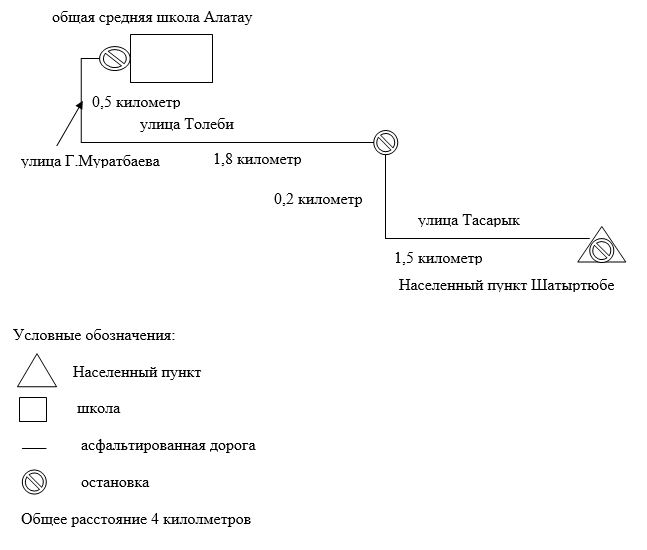 общая средняя школа Алатау
0,5 километр
улица Толеби
улица Г.Муратбаева
1,8 километр
0,2 километр
улица Тасарык
1,5 километр
Населенный пункт Шатыртюбе
Условные обозначения:
Населенный пункт
школа
асфальтированная дорога
остановка
Общее расстояние 4 килолметров